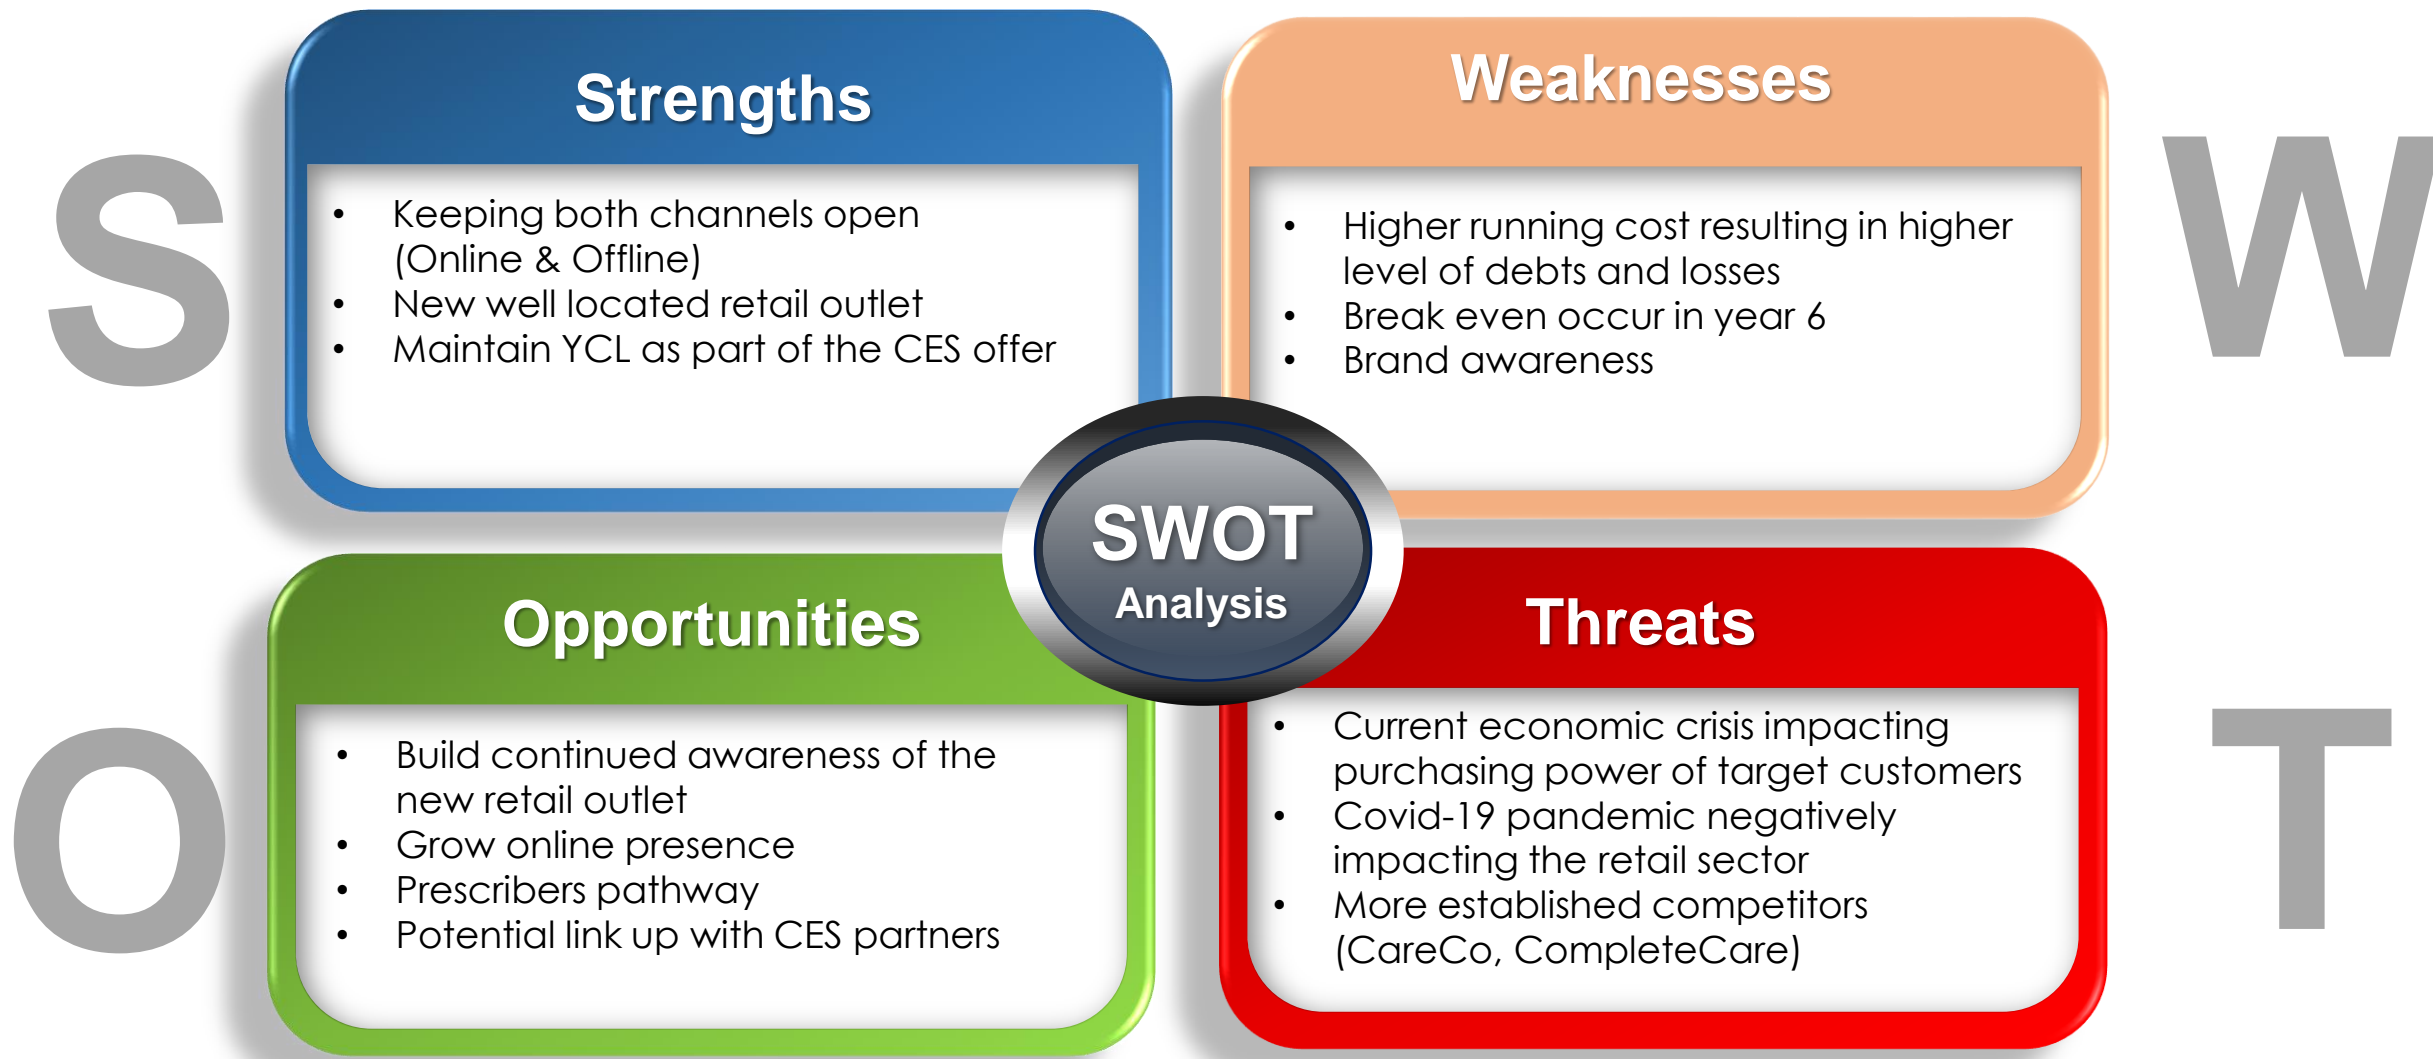 S
Strengths
• Keeping both channels open
(Online & Offline)
• New well located retail outlet
• Maintain YCL as part of the CES offer
Weaknesses
• Higher running cost resulting in higher
level of debts and losses
• Break even occur in year 6
• Brand awareness
W
SWOT
Analysis
O
Opportunities
• Build continued awareness of the
new retail outlet
• Grow online presence
• Prescribers pathway
• Potential link up with CES partners
Threats
• Current economic crisis impacting
purchasing power of target customers
• Covid-19 pandemic negatively
impacting the retail sector
• More established competitors
(CareCo, CompleteCare)
T